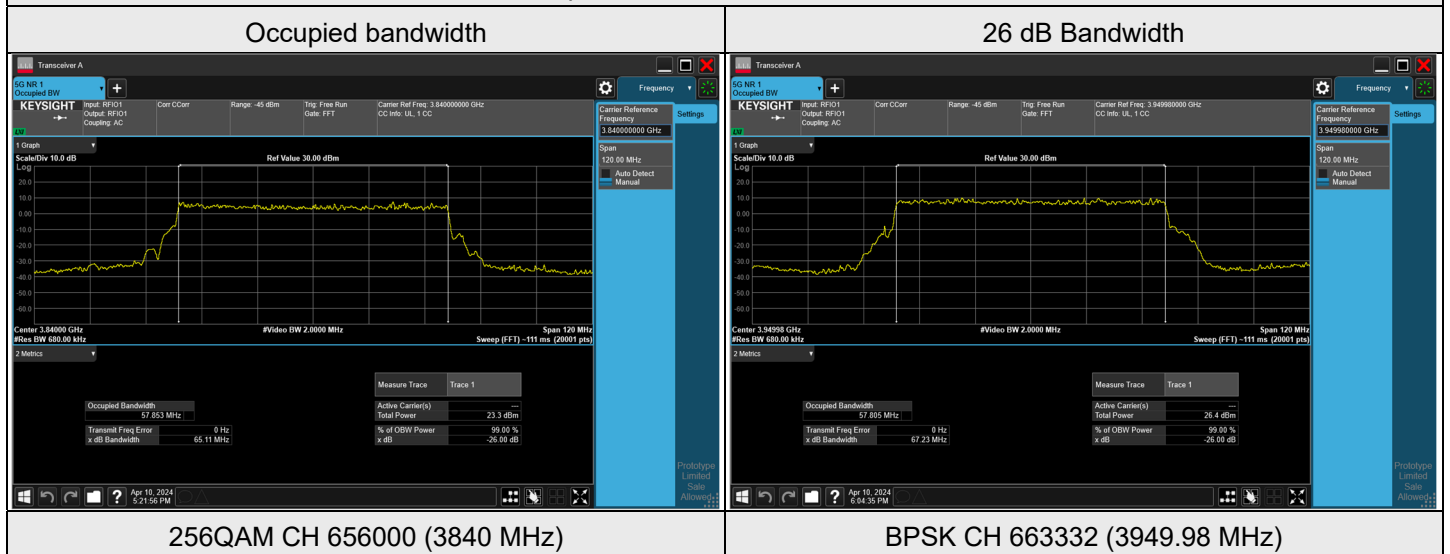 Occupied bandwidth
26 dB Bandwidth
Transceiver A
5G NR 1
Occupied BW
+
Frequency
KEYSIGHT
Input: RFIO1
Output: RFIO1
Coupling: AC
Corr CCorr
Range: -45 dBm
Trig: Free Run
Gate: FFT
Carrier Ref Freq: 3.840000000 GHz
CC Info: UL, 1 CC
LXI
Carrier Reference
Frequency
3.840000000 GHz
Settings
Span
120.00 MHz
Auto Detect
Manual
1 Graph
Scale/Div 10.0 dB
Ref Value 30.00 dBm
Log
20.0
10.0
0.00
-10.0
-20.0
-30.0
-40.0
-50.0
-60.0
Center 3.84000 GHz
#Video BW 2.0000 MHz
Span 120 MHz
#Res BW 680.00 kHz
Sweep (FFT) ~111 ms (20001 pts)
2 Metrics
Measure Trace
Trace 1
Occupied Bandwidth
57.853 MHz
Active Carrier(s)
---
Total Power
23.3 dBm
Transmit Freq Error
0 Hz
% of OBW Power
99.00 %
x dB Bandwidth
65.11 MHz
x dB
-26.00 dB
Prototype
Limited
Sale
Allowed
?
Apr 10, 2024
5:21:56 PM
Transceiver A
5G NR 1
Occupied BW
+
Frequency
KEYSIGHT
Input: RFIO1
Output: RFIO1
Coupling: AC
Corr CCorr
Range: -45 dBm
Trig: Free Run
Gate: FFT
Carrier Ref Freq: 3.949980000 GHz
CC Info: UL, 1 CC
LXI
Carrier Reference
Frequency
3.949980000 GHz
Settings
Span
120.00 MHz
Auto Detect
Manual
1 Graph
Scale/Div 10.0 dB
Ref Value 30.00 dBm
Log
20.0
10.0
0.00
-10.0
-20.0
-30.0
-40.0
-50.0
-60.0
Center 3.94998 GHz
#Video BW 2.0000 MHz
Span 120 MHz
#Res BW 680.00 kHz
Sweep (FFT) ~111 ms (20001 pts)
2 Metrics
Measure Trace
Trace 1
Occupied Bandwidth
57.805 MHz
Active Carrier(s)
---
Total Power
26.4 dBm
Transmit Freq Error
0 Hz
% of OBW Power
99.00 %
x dB Bandwidth
67.23 MHz
x dB
-26.00 dB
Prototype
Limited
Sale
Allowed
?
Apr 10, 2024
6:04:35 PM
256QAM CH 656000 (3840 MHz)
BPSK CH 663332 (3949.98 MHz)